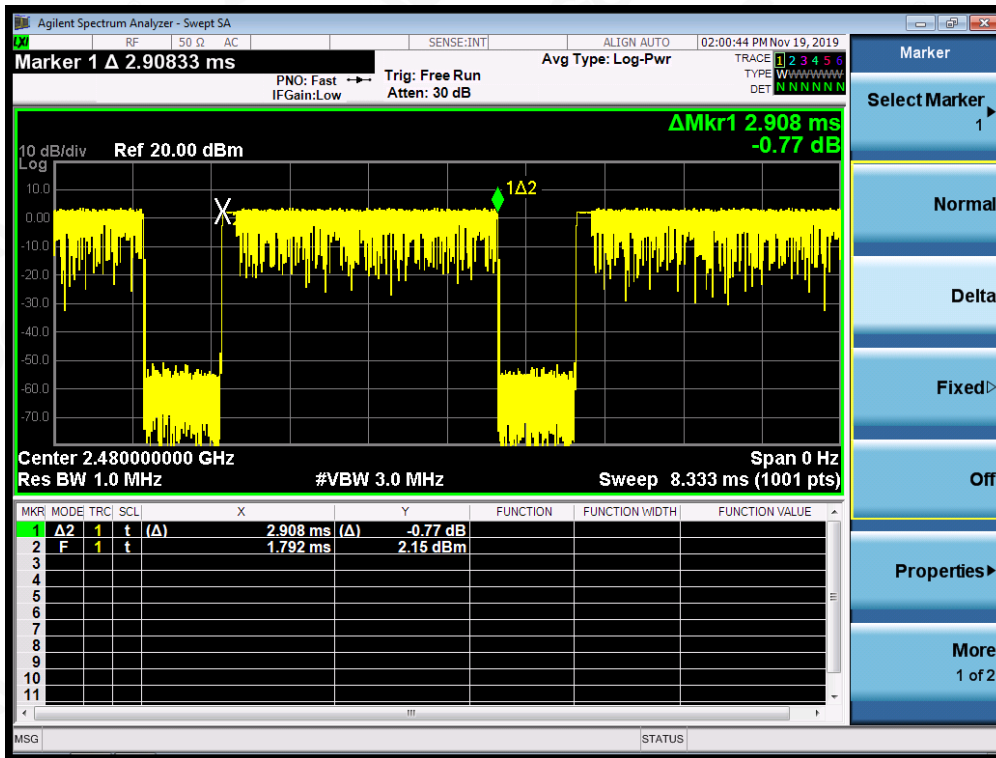 Agilent Spectrum Analyzer - Swept SA
LXI RF 50 Ω AC SENSE:INT ALIGN AUTO 02:00:44 PM Nov 19, 2019
Marker 1 Δ 2.90833 ms
PNO: Fast
IFGain:Low
Trig: Free Run
Atten: 30 dB
Avg Type: Log-Pwr
TRACE 1 2 3 4 5 6
TYPE WWWWWWW
DET N N N N N N
ΔMkr1 2.908 ms
-0.77 dB
10 dB/div Ref 20.00 dBm
Log
10.0
0.00
-10.0
-20.0
-30.0
-40.0
-50.0
-60.0
-70.0
X
1Δ2
Center 2.480000000 GHz Span 0 Hz
Res BW 1.0 MHz #VBW 3.0 MHz Sweep 8.333 ms (1001 pts)
MKR MODE TRC SCL X Y FUNCTION FUNCTION WIDTH FUNCTION VALUE
1 Δ2 1 t (Δ) 2.908 ms (Δ) -0.77 dB
2 F 1 t 1.792 ms 2.15 dBm
3
4
5
6
7
8
9
10
11
MSG STATUS
Marker
Select Marker
1
Normal
Delta
Fixed
Off
Properties
More
1 of 2